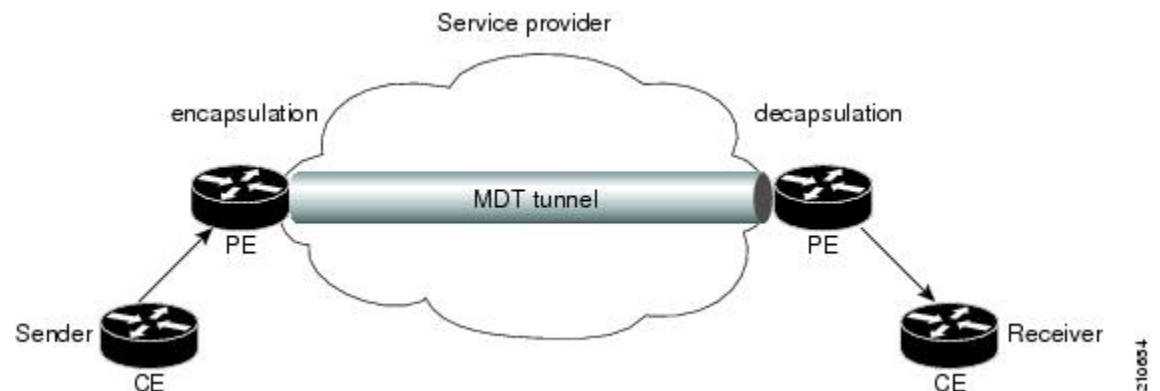 Service provider
encapsulation
decapsulation
MDT tunnel
PE
PE
Sender
Receiver
CE
CE
210654